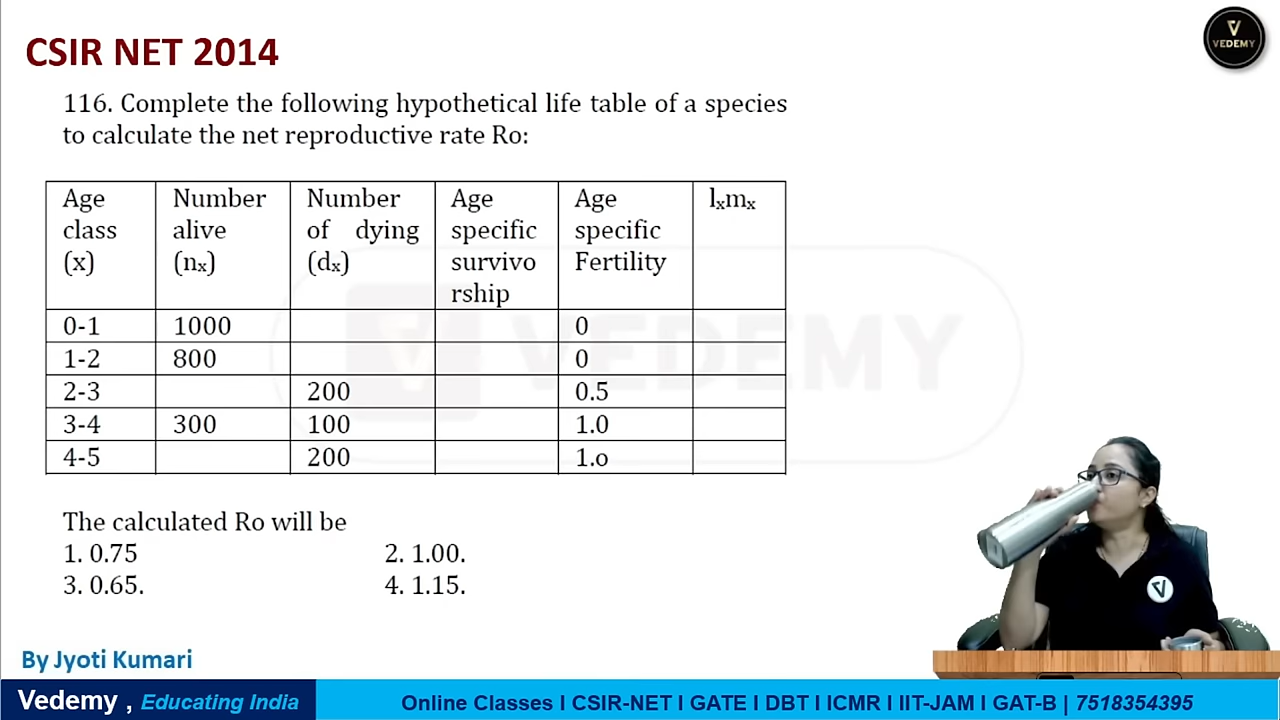 CSIR NET 2014
VEDEMY
116. Complete the following hypothetical life table of a species
to calculate the net reproductive rate Ro:
Age class (x) Number alive (nₓ) Number of dying (dₓ) Age specific survivo rship Age specific Fertility lₓmₓ
0-1 1000 0
1-2 800 0
2-3 200 0.5
3-4 300 100 1.0
4-5 200 1.o
VEDEMY
The calculated Ro will be
1. 0.75 2. 1.00.
3. 0.65. 4. 1.15.
By Jyoti Kumari
Vedemy , Educating India
Online Classes I CSIR-NET I GATE I DBT I ICMR I IIT-JAM I GAT-B | 7518354395